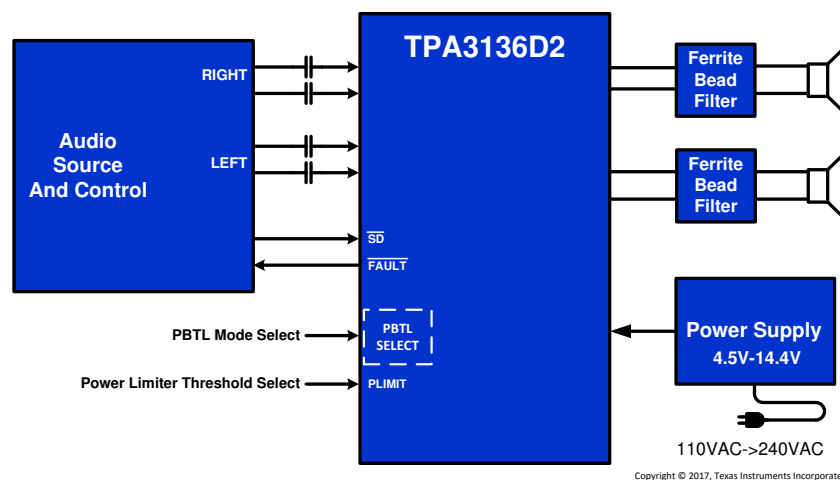 TPA3136D2
RIGHT
LEFT
Audio
Source
And Control
SD
FAULT
PBTL Mode Select
PBTL
SELECT
Power Limiter Threshold Select
PLIMIT
Ferrite
Bead
Filter
Ferrite
Bead
Filter
Power Supply
4.5V-14.4V
110VAC->240VAC
Copyright © 2017, Texas Instruments Incorporate